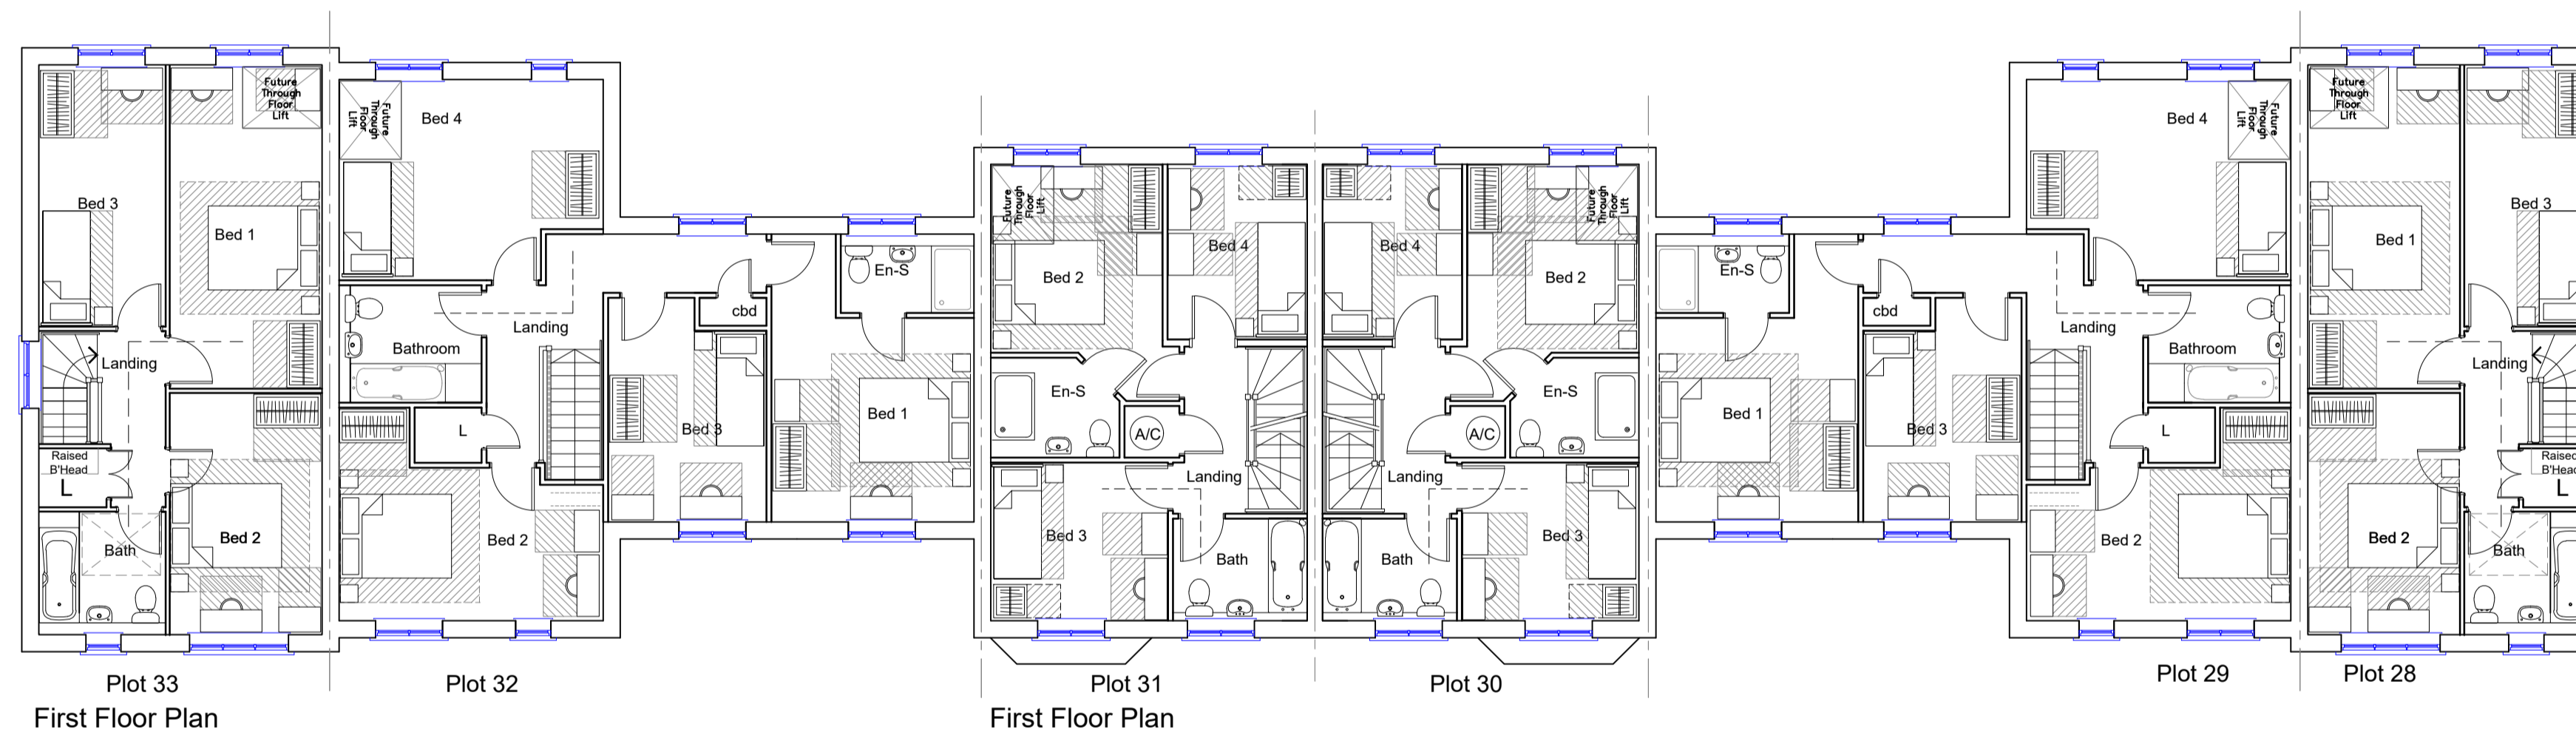 Future
Through
Floor
Lift
Bed 3
Bed 1
Landing
Raised
B'Head
L
Bath
Bed 2
Plot 33
First Floor Plan
Future
Through
Floor
Lift
Bed 4
Landing
cbd
En-S
Bathroom
L
Bed 3
Bed 1
Bed 2
Plot 32
Future
Through
Floor
Lift
Bed 2
Bed 4
En-S
A/C
Landing
Bed 3
Bath
Plot 31
First Floor Plan
Bed 4
Future
Through
Floor
Lift
Bed 2
En-S
A/C
Landing
Bath
Bed 3
Plot 30
En-S
Bed 4
Future
Through
Floor
Lift
cbd
Landing
Bathroom
Bed 1
Bed 3
L
Bed 2
Plot 29
Future
Through
Floor
Lift
Bed 3
Bed 1
Landing
Raised
B'Head
L
Bed 2
Bath
Plot 28